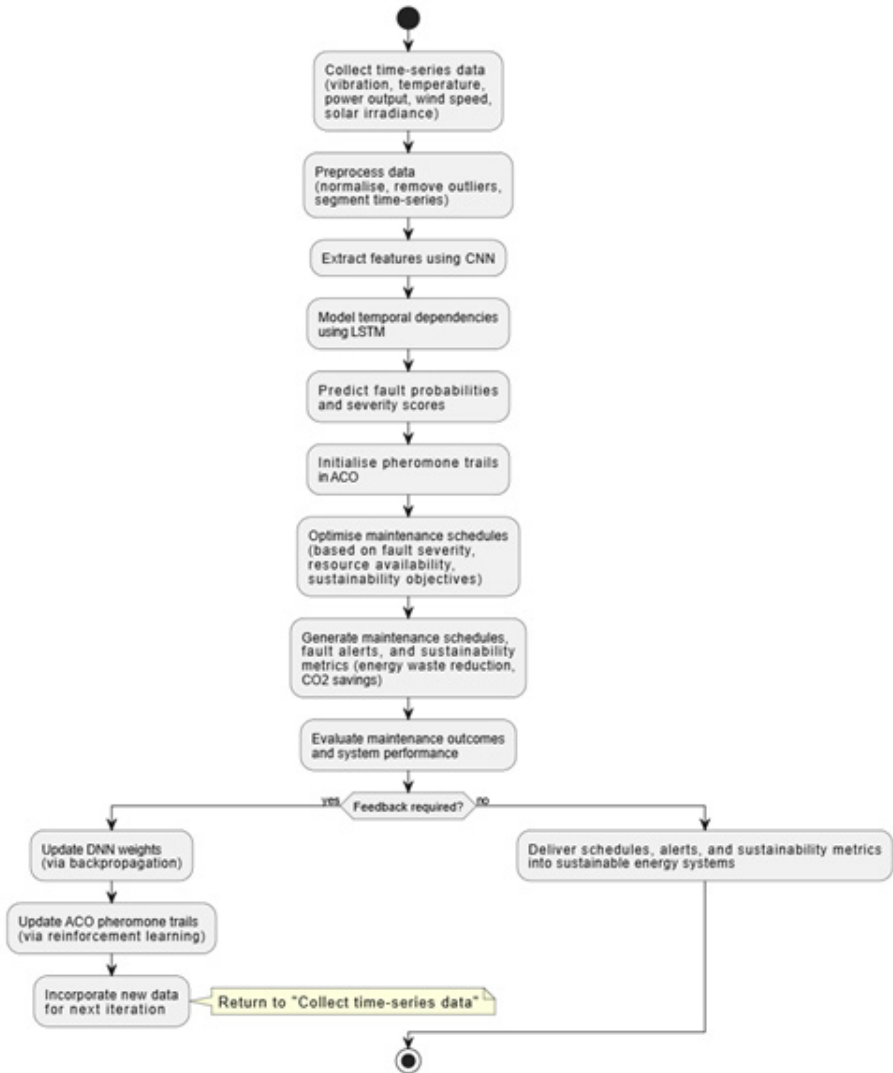 Collect time-series data
(vibration, temperature,
power output, wind speed,
solar irradiance)
Preprocess data
(normalise, remove outliers,
segment time-series)
Extract features using CNN
Model temporal dependencies
using LSTM
Predict fault probabilities
and severity scores
Initialise pheromone trails
in ACO
Optimise maintenance schedules
(based on fault severity,
resource availability,
sustainability objectives)
Generate maintenance schedules,
fault alerts, and sustainability
metrics (energy waste reduction,
CO2 savings)
Evaluate maintenance outcomes
and system performance
yes
Feedback required?
no
Update DNN weights
(via backpropagation)
Deliver schedules, alerts, and sustainability metrics
into sustainable energy systems
Update ACO pheromone trails
(via reinforcement learning)
Incorporate new data
for next iteration
Return to "Collect time-series data"